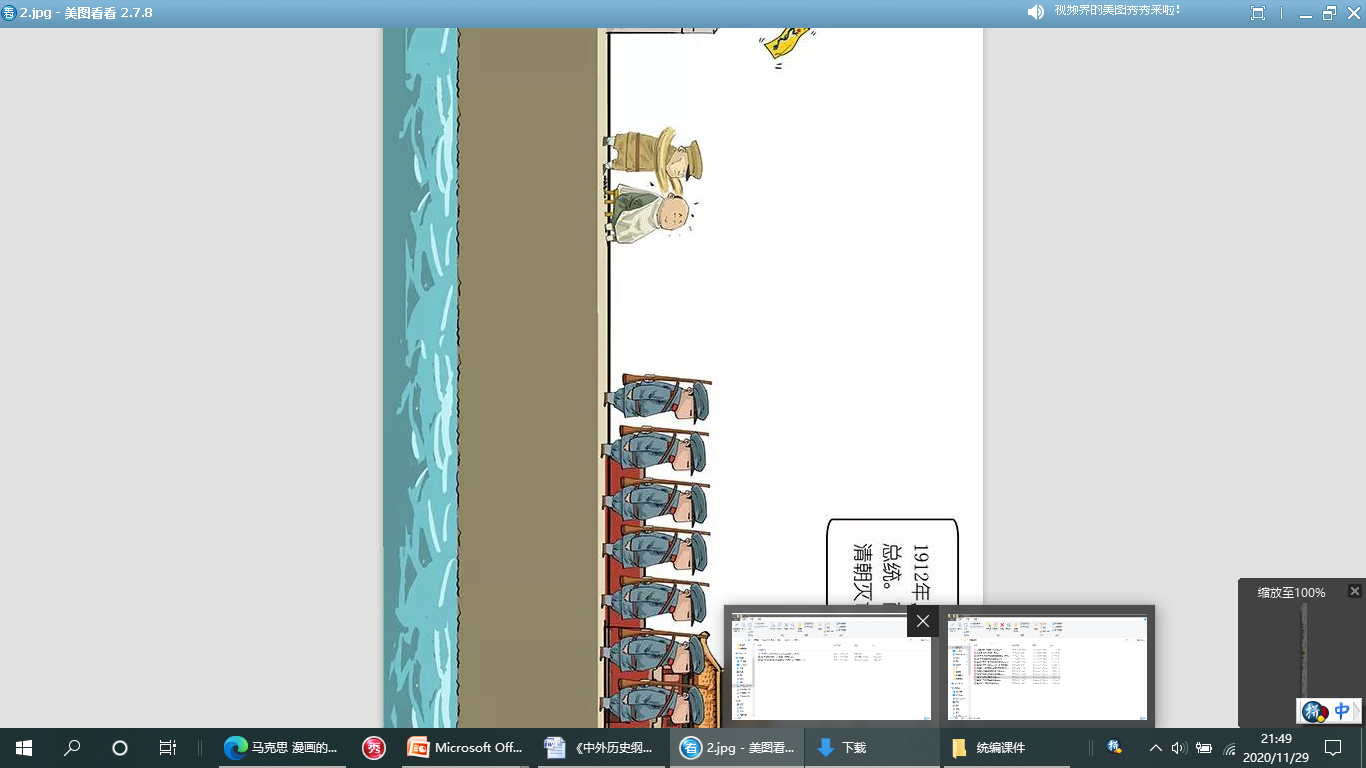 2.jpg - 美图看看 2.7.8
视频界的美图秀秀来啦!
1912年
总统。
清朝灭
缩放至100%
中
马克思 漫画的...
秀
Microsoft Off...
《中外历史纲...
2.jpg - 美图看...
下载
统编课件
21:49
2020/11/29